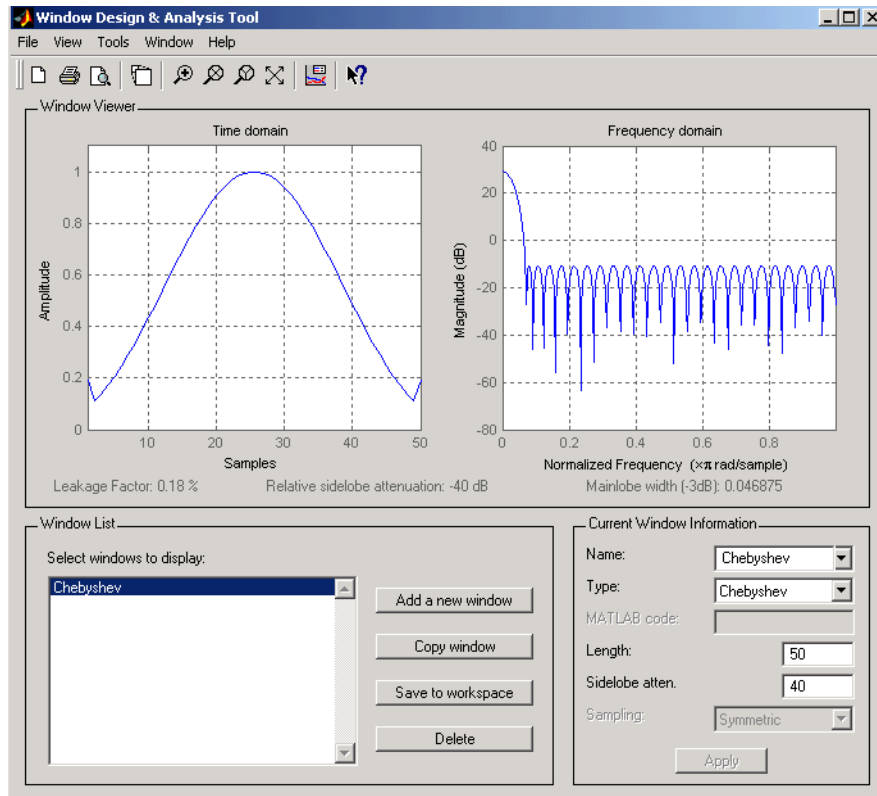 Window Design & Analysis Tool
File View Tools Window Help
Window Viewer
Time domain
Amplitude
1
0.8
0.6
0.4
0.2
0
10 20 30 40 50
Samples
Frequency domain
Magnitude (dB)
40
20
0
-20
-40
-60
-80
0 0.2 0.4 0.6 0.8
Normalized Frequency (×π rad/sample)
Leakage Factor: 0.18 % Relative sidelobe attenuation: -40 dB Mainlobe width (-3dB): 0.046875
Window List
Select windows to display:
Chebyshev
Add a new window
Copy window
Save to workspace
Delete
Current Window Information
Name: Chebyshev
Type: Chebyshev
MATLAB code:
Length: 50
Sidelobe atten. 40
Sampling: Symmetric
Apply